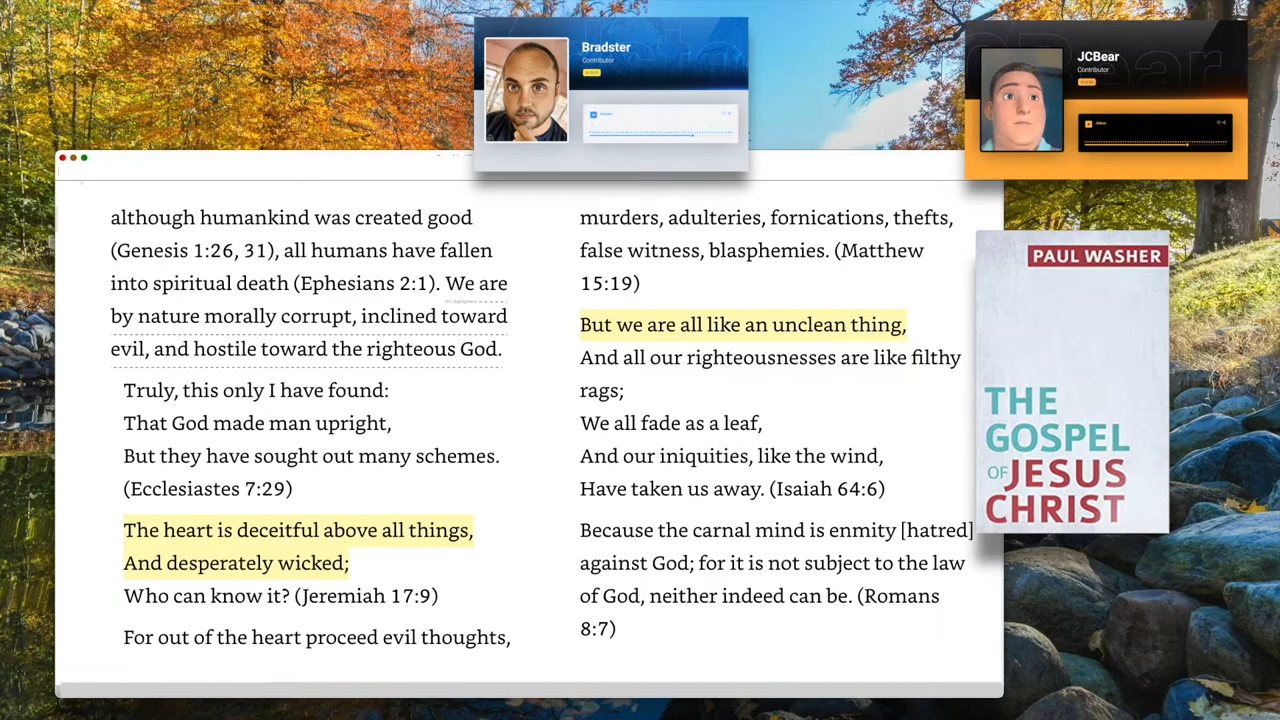 Bradster
Contributor
JCBear
Contributor
although humankind was created good
(Genesis 1:26, 31), all humans have fallen
into spiritual death (Ephesians 2:1). We are
by nature morally corrupt, inclined toward
evil, and hostile toward the righteous God.
Truly, this only I have found:
That God made man upright,
But they have sought out many schemes.
(Ecclesiastes 7:29)
The heart is deceitful above all things,
And desperately wicked;
Who can know it? (Jeremiah 17:9)
For out of the heart proceed evil thoughts,
murders, adulteries, fornications, thefts,
false witness, blasphemies. (Matthew
15:19)
But we are all like an unclean thing,
And all our righteousnesses are like filthy
rags;
We all fade as a leaf,
And our iniquities, like the wind,
Have taken us away. (Isaiah 64:6)
Because the carnal mind is enmity [hatred]
against God; for it is not subject to the law
of God, neither indeed can be. (Romans
8:7)
PAUL WASHER
THE
GOSPEL
OF JESUS
CHRIST